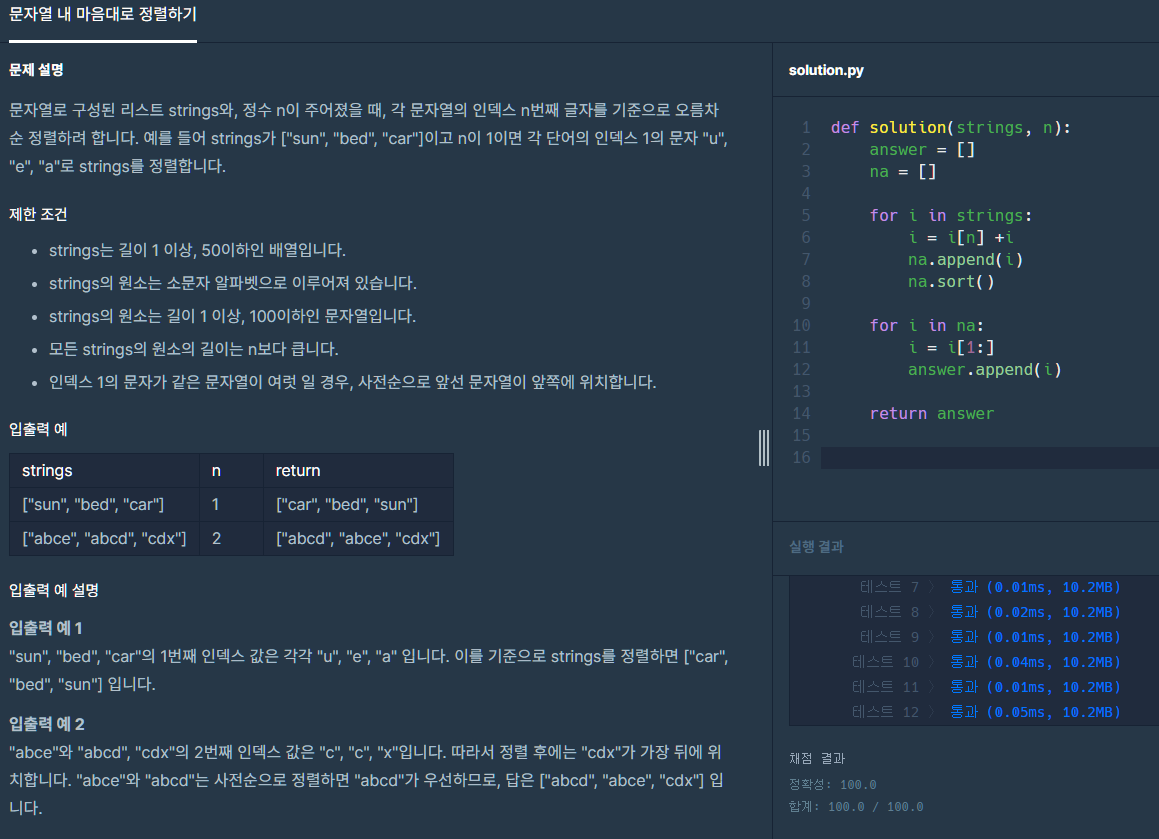 문자열 내 마음대로 정렬하기
문제 설명
문자열로 구성된 리스트 strings와, 정수 n이 주어졌을 때, 각 문자열의 인덱스 n번째 글자를 기준으로 오름차
순 정렬하려 합니다. 예를 들어 strings가 ["sun", "bed", "car"]이고 n이 1이면 각 단어의 인덱스 1의 문자 "u",
"e", "a"로 strings를 정렬합니다.
제한 조건
• strings는 길이 1 이상, 50이하인 배열입니다.
• strings의 원소는 소문자 알파벳으로 이루어져 있습니다.
• strings의 원소는 길이 1 이상, 100이하인 문자열입니다.
• 모든 strings의 원소의 길이는 n보다 큽니다.
• 인덱스 1의 문자가 같은 문자열이 여럿 일 경우, 사전순으로 앞선 문자열이 앞쪽에 위치합니다.
입출력 예
strings n return
["sun", "bed", "car"] 1 ["car", "bed", "sun"]
["abce", "abcd", "cdx"] 2 ["abcd", "abce", "cdx"]
입출력 예 설명
입출력 예 1
"sun", "bed", "car"의 1번째 인덱스 값은 각각 "u", "e", "a" 입니다. 이를 기준으로 strings를 정렬하면 ["car",
"bed", "sun"] 입니다.
입출력 예 2
"abce"와 "abcd", "cdx"의 2번째 인덱스 값은 "c", "c", "x"입니다. 따라서 정렬 후에는 "cdx"가 가장 뒤에 위
치합니다. "abce"와 "abcd"는 사전순으로 정렬하면 "abcd"가 우선하므로, 답은 ["abcd", "abce", "cdx"] 입
니다.
solution.py
1 def solution(strings, n):
2     answer = []
3     na = []
4
5     for i in strings:
6         i = i[n] +i
7         na.append(i)
8         na.sort()
9
10     for i in na:
11         i = i[1:]
12         answer.append(i)
13
14     return answer
15
16
실행 결과
테스트 7 〉 통과 (0.01ms, 10.2MB)
테스트 8 〉 통과 (0.02ms, 10.2MB)
테스트 9 〉 통과 (0.01ms, 10.2MB)
테스트 10 〉 통과 (0.04ms, 10.2MB)
테스트 11 〉 통과 (0.01ms, 10.2MB)
테스트 12 〉 통과 (0.05ms, 10.2MB)
채점 결과
정확성: 100.0
합계: 100.0 / 100.0